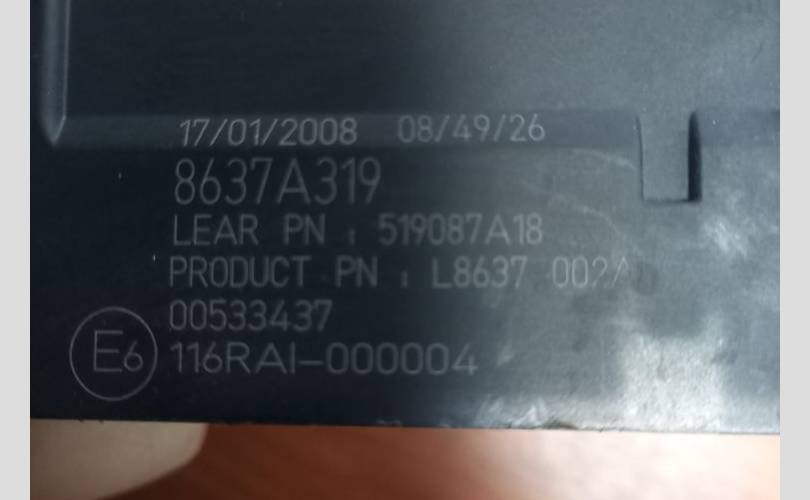 17/01/2008 08/49/26
8637A319
LEAR PN : 519087A18
PRODUCT PN : L8637
00533437
E6 116RAI-000004